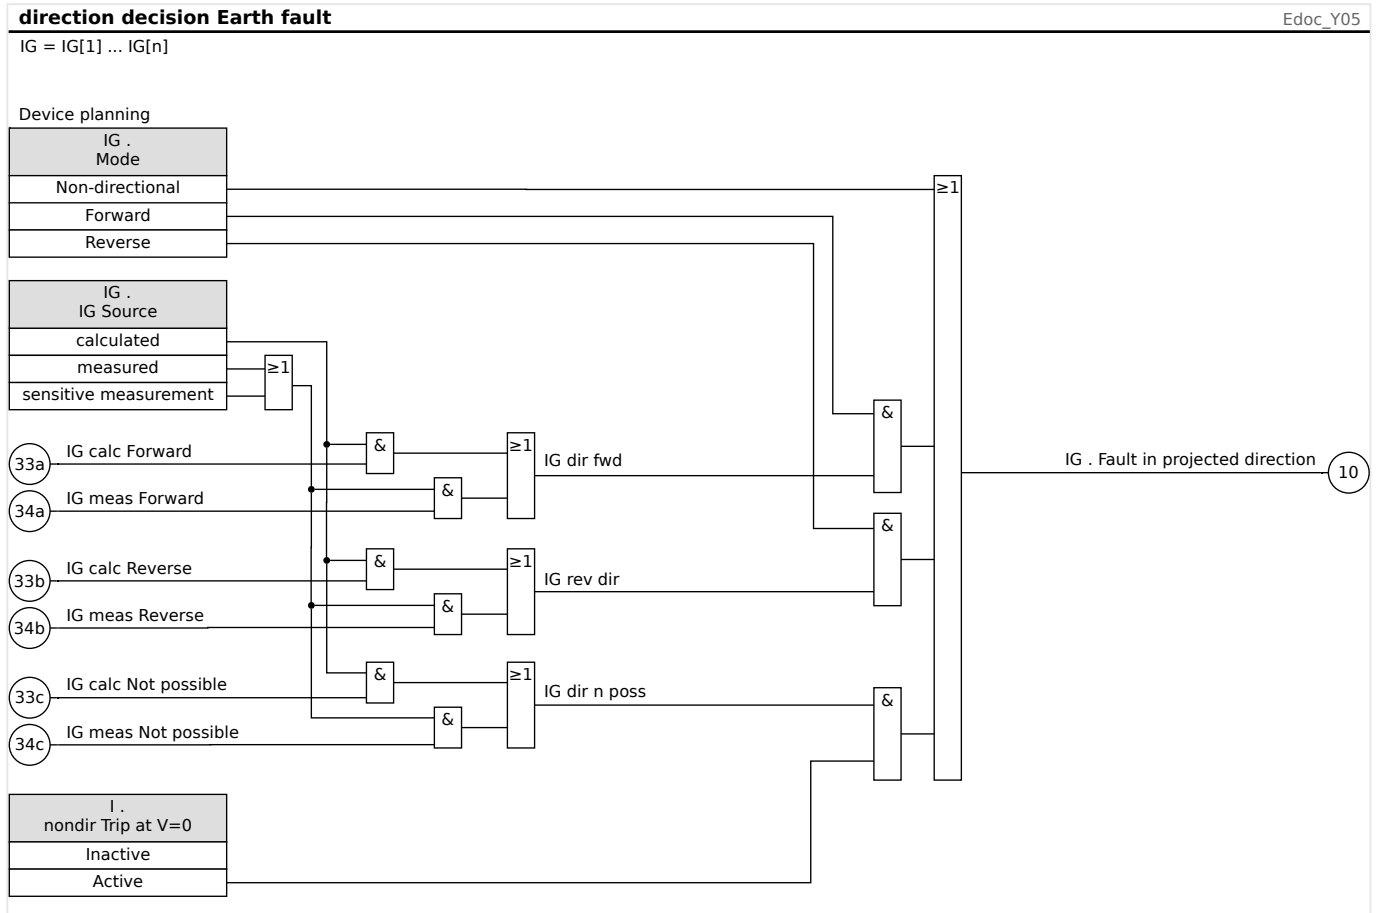 direction decision Earth fault
Edoc_Y05
IG = IG[1] ... IG[n]
Device planning
IG .
Mode
Non-directional
Forward
Reverse
≥1
IG .
IG Source
calculated
measured
sensitive measurement
≥1
&
33a
IG calc Forward
&
≥1
IG dir fwd
IG . Fault in projected direction
10
34a
IG meas Forward
&
&
33b
IG calc Reverse
&
≥1
IG rev dir
34b
IG meas Reverse
&
33c
IG calc Not possible
&
≥1
IG dir n poss
&
34c
IG meas Not possible
&
I .
nondir Trip at V=0
Inactive
Active